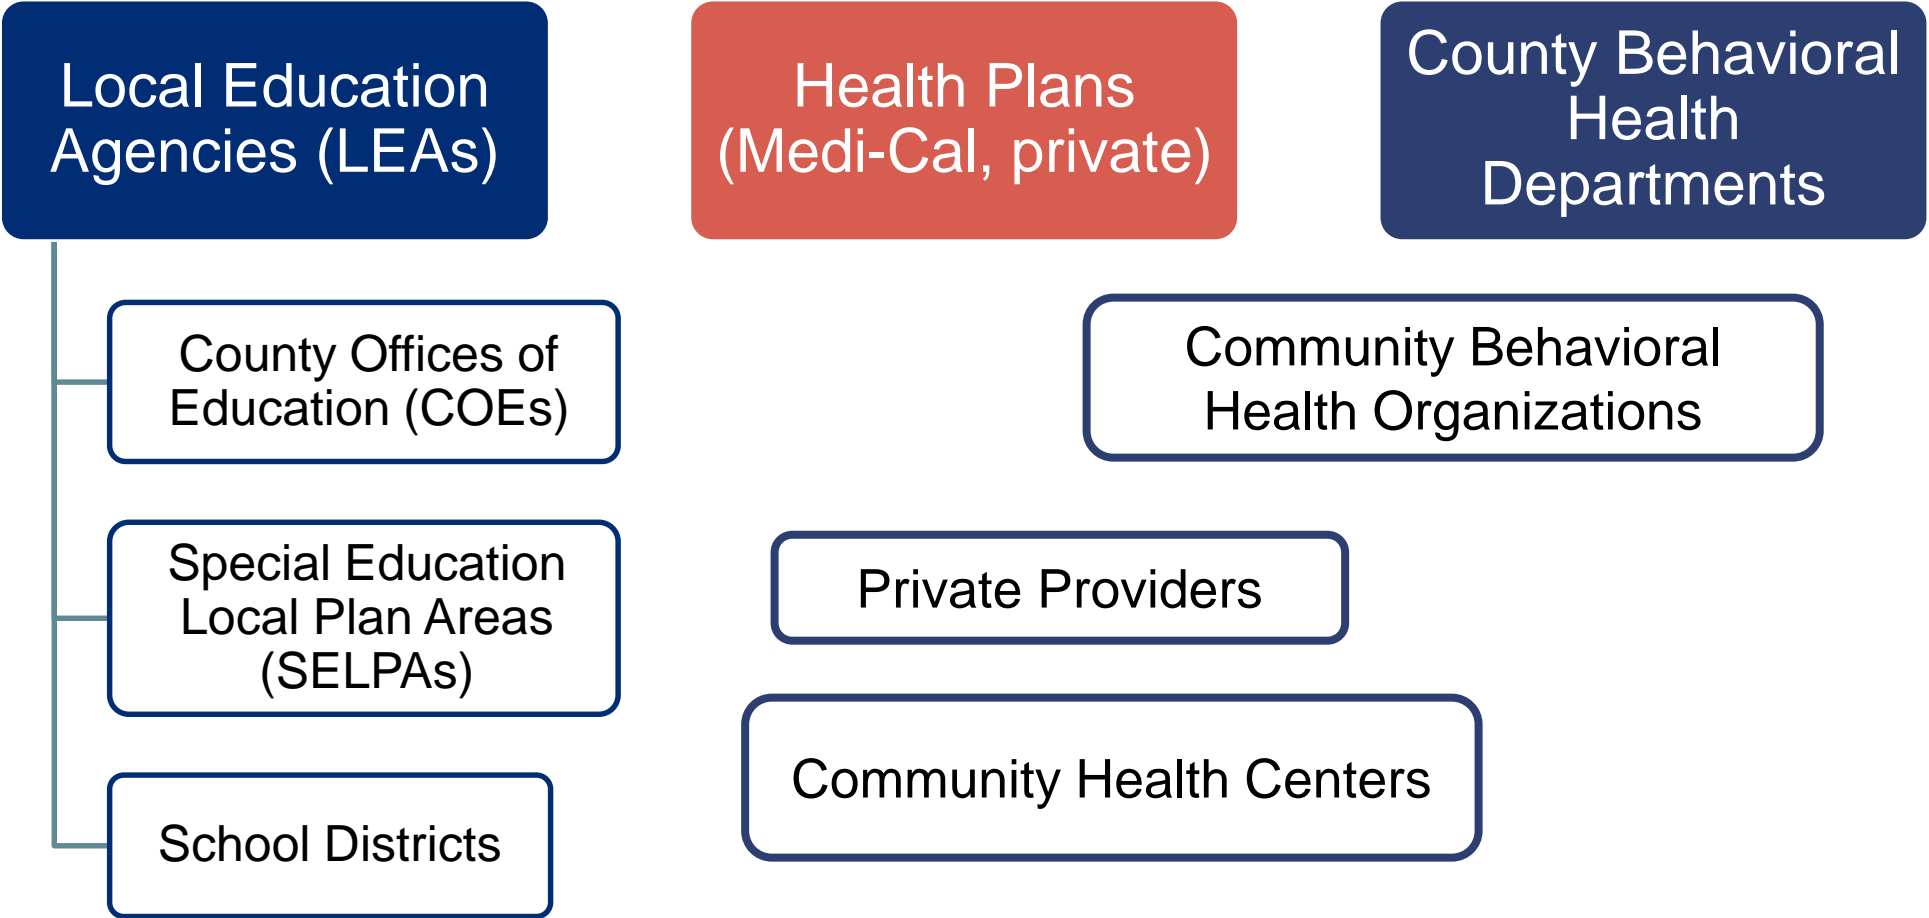 Local Education
Agencies (LEAs)
Health Plans
(Medi-Cal, private)
County Behavioral
Health
Departments
County Offices of
Education (COEs)
Community Behavioral
Health Organizations
Special Education
Local Plan Areas
(SELPAs)
Private Providers
Community Health Centers
School Districts